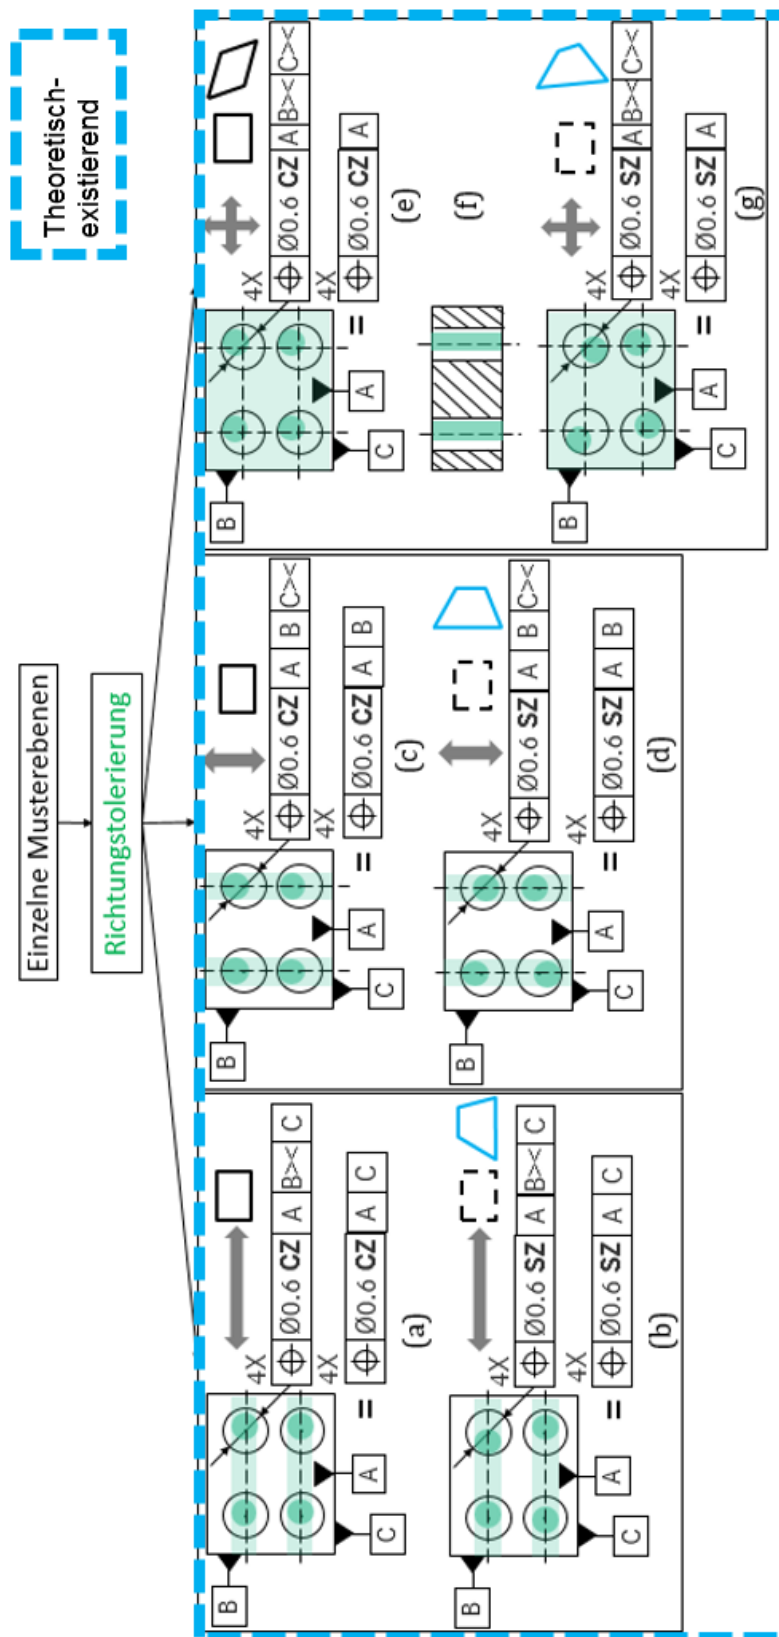 Theoretisch-
existierend
Einzelne Musterebenen
Richtungstolerierung
4X
⌖ Ø0.6 CZ A B>< C
4X
= ⌖ Ø0.6 CZ A C
B
A
C
(a)
4X
⌖ Ø0.6 SZ A B>< C
4X
= ⌖ Ø0.6 SZ A C
B
A
C
(b)
4X
⌖ Ø0.6 CZ A B C><
4X
= ⌖ Ø0.6 CZ A B
B
A
C
(c)
4X
⌖ Ø0.6 SZ A B C><
4X
= ⌖ Ø0.6 SZ A B
B
A
C
(d)
4X
⌖ Ø0.6 CZ A B>< C><
4X
= ⌖ Ø0.6 CZ A
B
A
C
(e)
(f)
4X
⌖ Ø0.6 SZ A B>< C><
4X
= ⌖ Ø0.6 SZ A
B
A
C
(g)